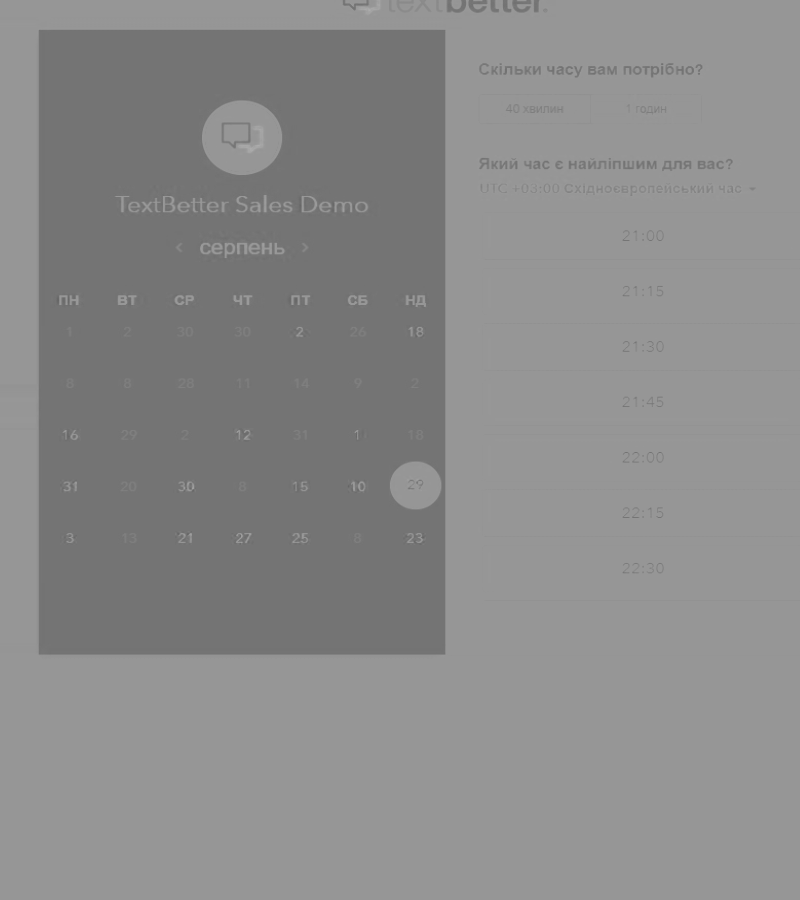 textbetter.
TextBetter Sales Demo
‹ серпень ›
ПН ВТ СР ЧТ ПТ СБ НД
1 2 30 30 2 26 18
8 8 28 11 14 9 2
16 29 2 12 31 1 18
31 20 30 8 15 10 29
3 13 21 27 25 8 23
Скільки часу вам потрібно?
40 хвилин 1 годин
Який час є найліпшим для вас?
UTC +03:00 Східноєвропейський час
21:00
21:15
21:30
21:45
22:00
22:15
22:30